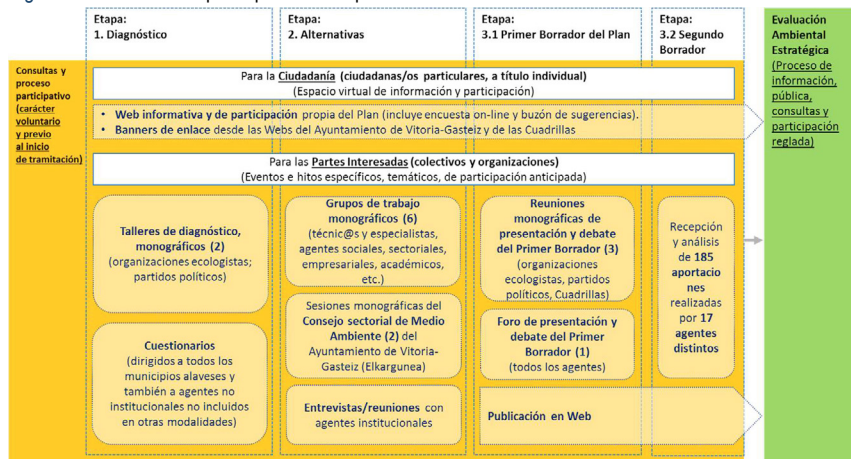 Etapa:
1. Diagnóstico
Etapa:
2. Alternativas
Etapa:
3.1 Primer Borrador del Plan
Etapa:
3.2 Segundo
Borrador
Evaluación
Ambiental
Estratégica
(Proceso de
información,
pública,
consultas y
participación
reglada)
Consultas y
proceso
participativo
(carácter
voluntario
y previo
al inicio
de tramitación)
Para la Ciudadanía (ciudadanas/os particulares, a título individual)
(Espacio virtual de información y participación)
• Web informativa y de participación propia del Plan (incluye encuesta on-line y buzón de sugerencias).
• Banners de enlace desde las Webs del Ayuntamiento de Vitoria-Gasteiz y de las Cuadrillas
Para las Partes Interesadas (colectivos y organizaciones)
(Eventos e hitos específicos, temáticos, de participación anticipada)
Talleres de diagnóstico,
monográficos (2)
(organizaciones ecologistas;
partidos políticos)
Cuestionarios
(dirigidos a todos los
municipios alaveses y
también a agentes no
institucionales no incluidos
en otras modalidades)
Grupos de trabajo
monográficos (6)
(técnic@s y especialistas,
agentes sociales, sectoriales,
empresariales, académicos,
etc.)
Sesiones monográficas del
Consejo sectorial de Medio
Ambiente (2) del
Ayuntamiento de Vitoria-
Gasteiz (Elkargunea)
Entrevistas/reuniones con
agentes institucionales
Reuniones
monográficas de
presentación y debate
del Primer Borrador (3)
(organizaciones
ecologistas, partidos
políticos, Cuadrillas)
Foro de presentación y
debate del Primer
Borrador (1)
(todos los agentes)
Publicación en Web
Recepción
y análisis
de 185
aportacio
nes
realizadas
por 17
agentes
distintos